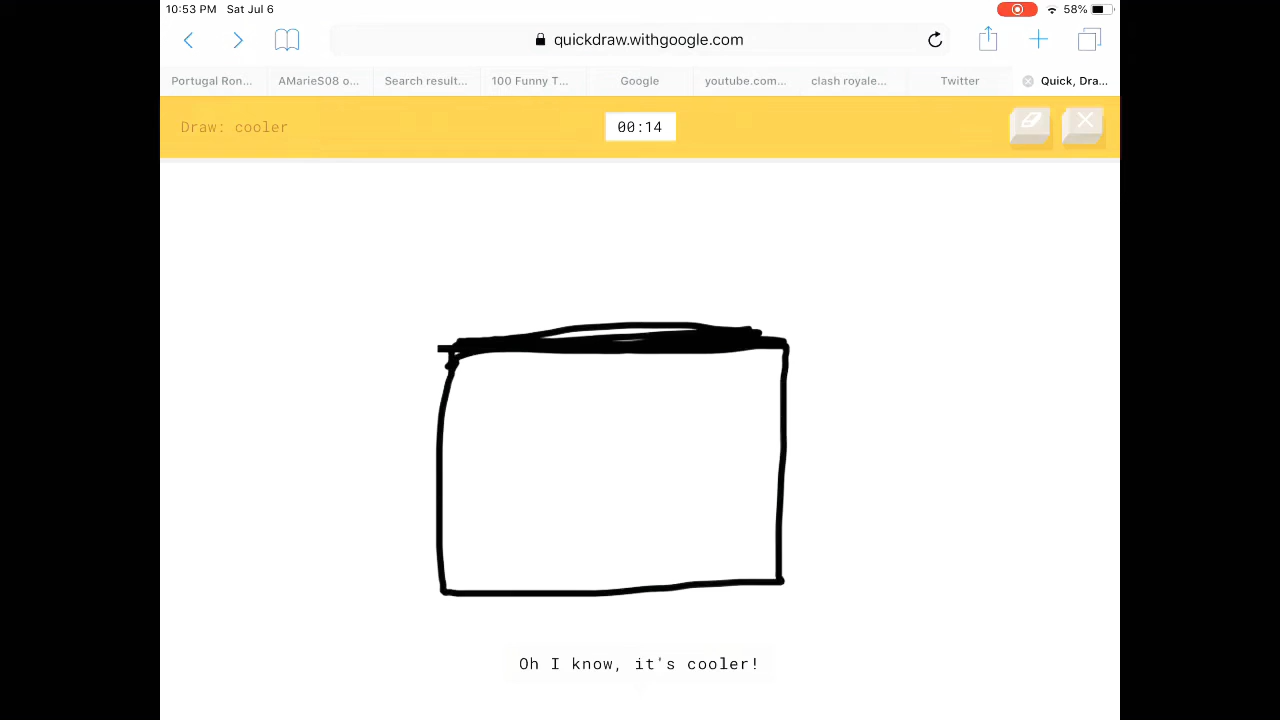 10:53 PM Sat Jul 6 58%
quickdraw.withgoogle.com
Portugal Ron... AMarieS08 o... Search result... 100 Funny T... Google youtube.com... clash royale... Twitter Quick, Dra...
Draw: cooler 00:14
Oh I know, it's cooler!